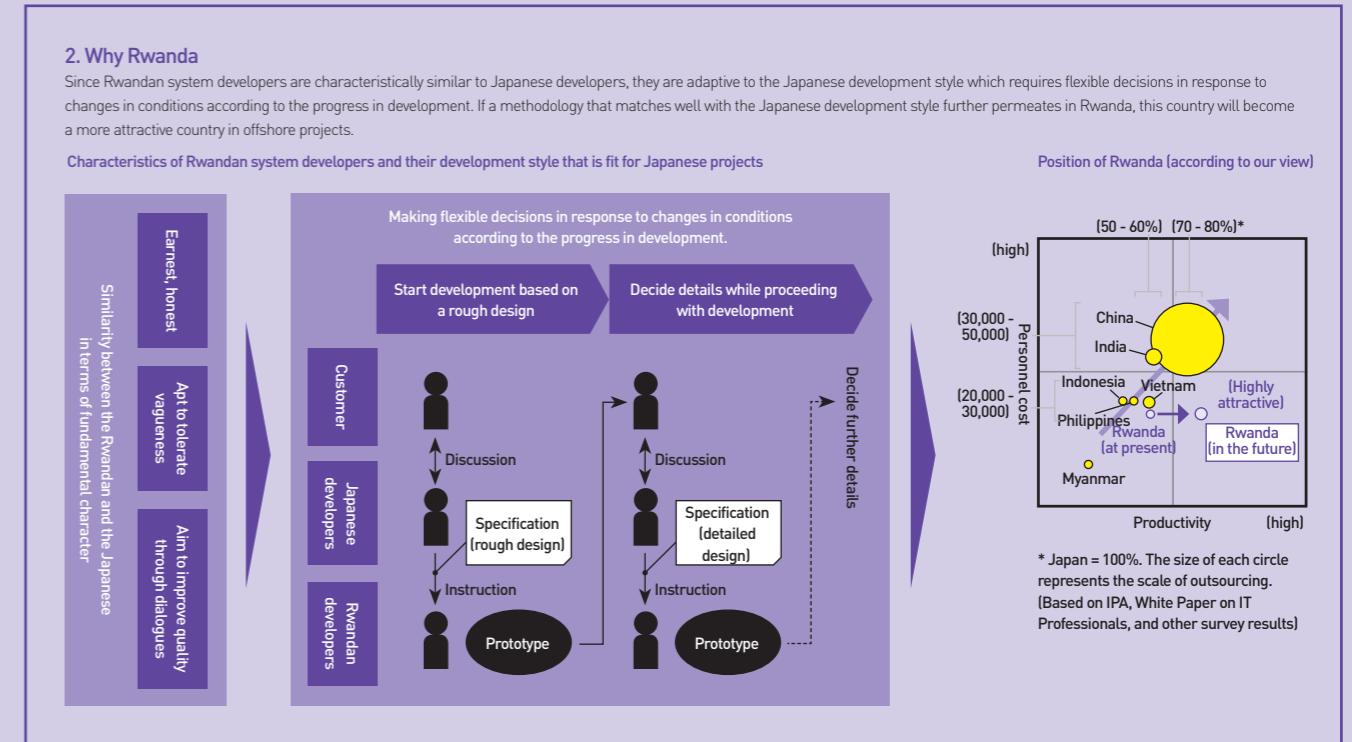 2. Why Rwanda
Since Rwandan system developers are characteristically similar to Japanese developers, they are adaptive to the Japanese development style which requires flexible decisions in response to
changes in conditions according to the progress in development. If a methodology that matches well with the Japanese development style further permeates in Rwanda, this country will become
a more attractive country in offshore projects.
Characteristics of Rwandan system developers and their development style that is fit for Japanese projects
Similarity between the Rwandan and the Japanese
in terms of fundamental character
Earnest, honest
Apt to tolerate
vagueness
Aim to improve quality
through dialogues
Making flexible decisions in response to changes in conditions
according to the progress in development.
Start development based on
a rough design
Decide details while proceeding
with development
Customer
Japanese
developers
Rwandan
developers
Discussion
Specification
(rough design)
Instruction
Prototype
Discussion
Specification
(detailed
design)
Instruction
Prototype
Decide further details
Position of Rwanda (according to our view)
(50 - 60%) (70 - 80%)*
(high)
(30,000 -
50,000)
Personnel cost
(20,000 -
30,000)
China
India
Indonesia
Vietnam
Philippines
(Highly
attractive)
Rwanda
(at present)
Rwanda
(in the future)
Myanmar
Productivity
(high)
* Japan = 100%. The size of each circle
represents the scale of outsourcing.
(Based on IPA, White Paper on IT
Professionals, and other survey results)